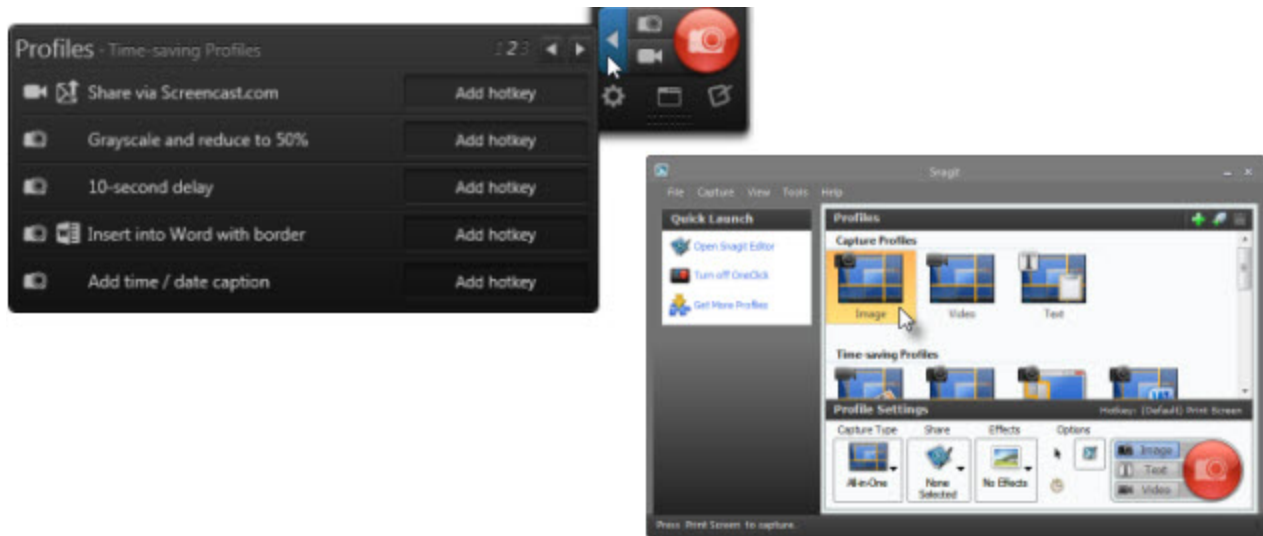 Profiles - Time-saving Profiles 1 2 3
Share via Screencast.com Add hotkey
Grayscale and reduce to 50% Add hotkey
10-second delay Add hotkey
Insert into Word with border Add hotkey
Add time / date caption Add hotkey
Snagit
File Capture View Tools Help
Quick Launch
Open Snagit Editor
Turn off OneClick
Get More Profiles
Profiles
Capture Profiles
Image Video Text
Time-saving Profiles
Profile Settings Hotkey: (Default) Print Screen
Capture Type Share Effects Options
All-in-One None Selected No Effects
Image
Text
Video
Press Print Screen to capture.